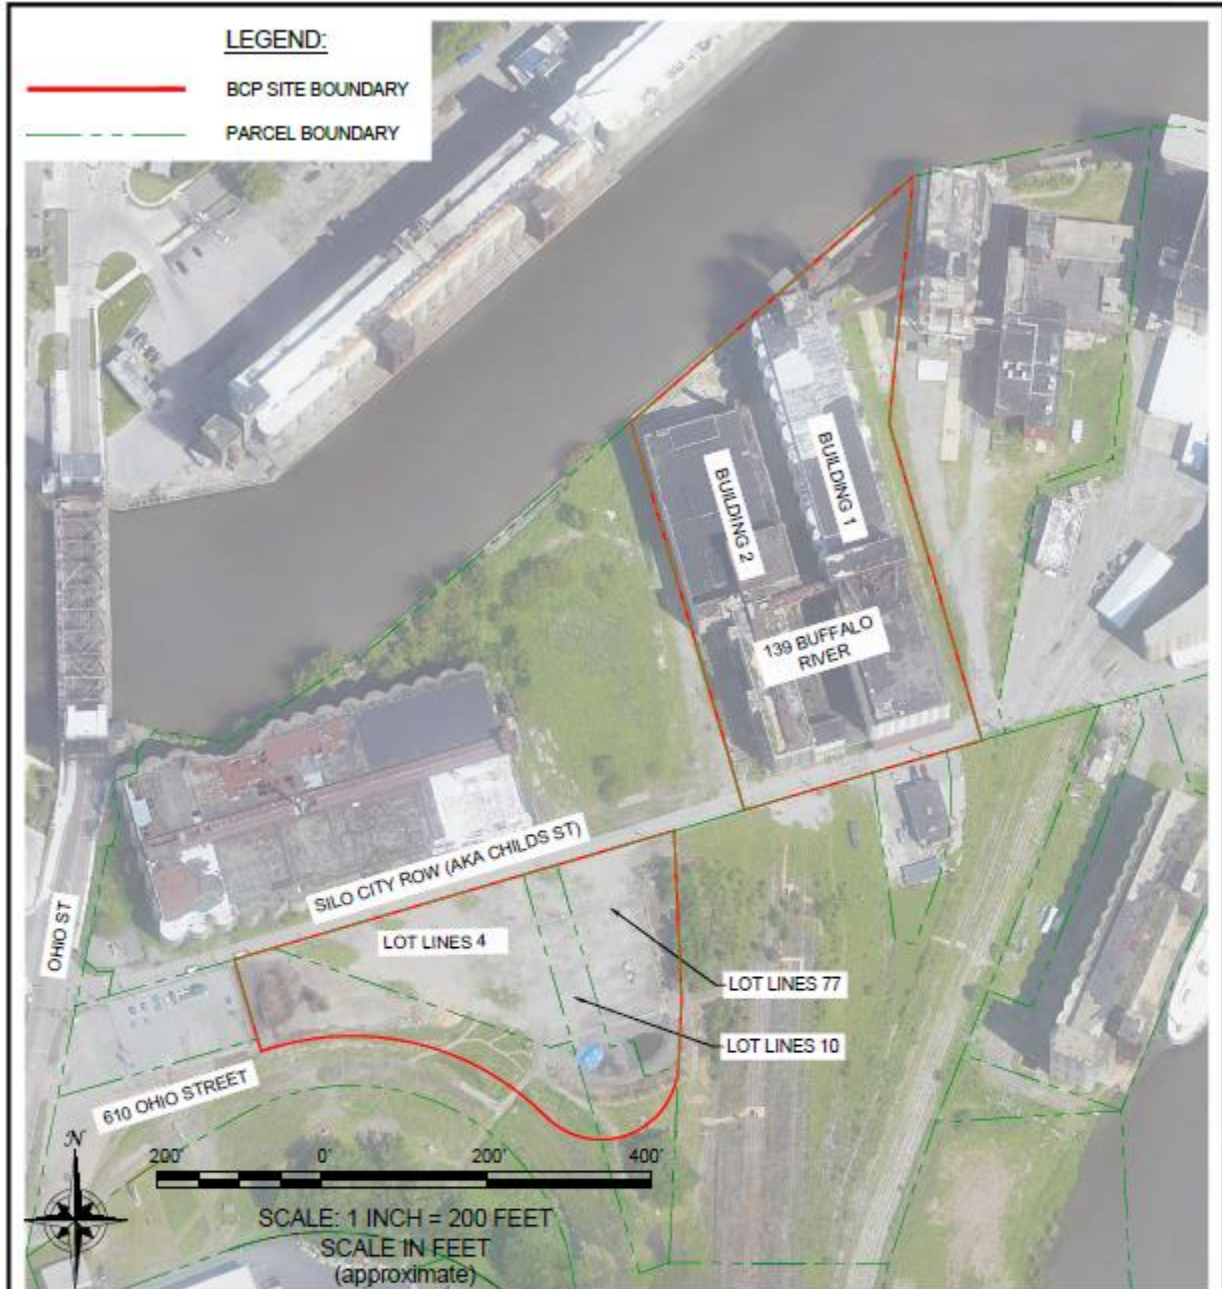 LEGEND:
BCP SITE BOUNDARY
PARCEL BOUNDARY
BUILDING 1
BUILDING 2
139 BUFFALO
RIVER
SILO CITY ROW (AKA CHILDS ST)
OHIO ST
LOT LINES 4
LOT LINES 77
LOT LINES 10
610 OHIO STREET
N
200' 0' 200' 400'
SCALE: 1 INCH = 200 FEET
SCALE IN FEET
(approximate)